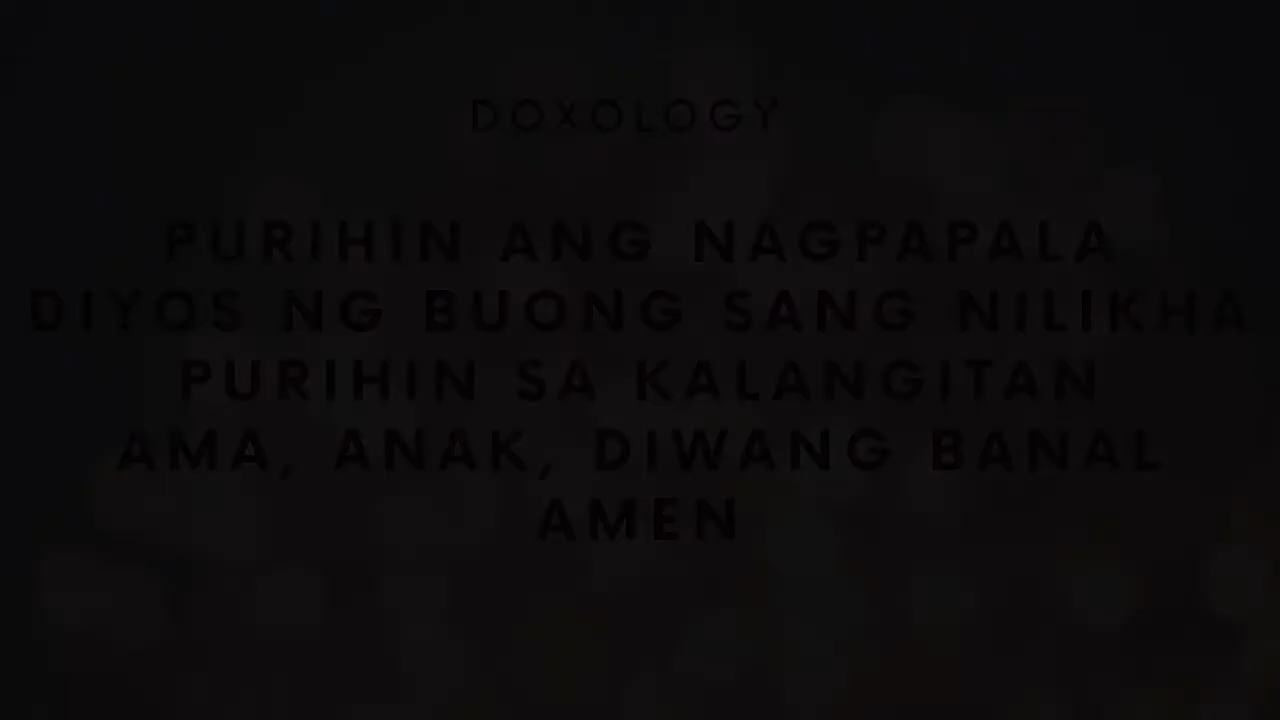 DOXOLOGY
PURIHIN ANG NAGPAPALA
DIYOS NG BUONG SANG NILIKHA
PURIHIN SA KALANGITAN
AMA, ANAK, DIWANG BANAL
AMEN